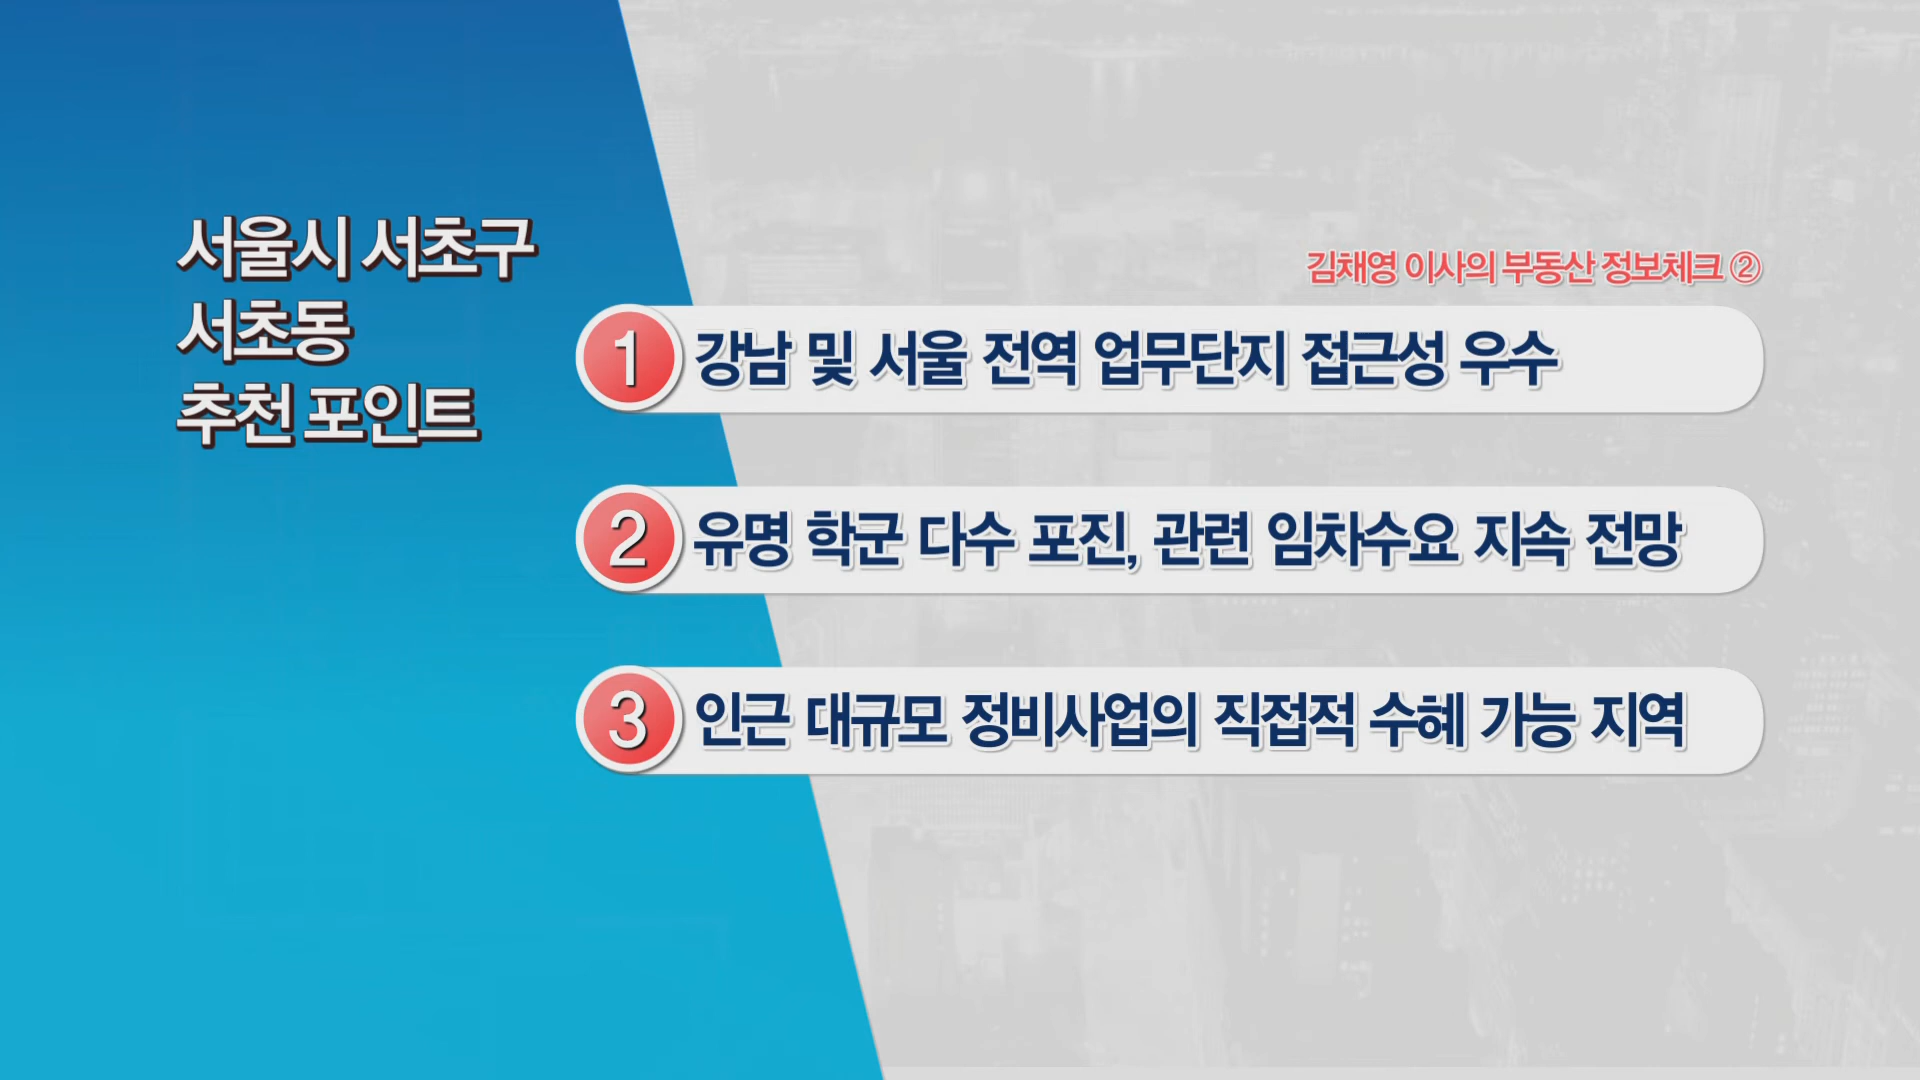 서울시 서초구
서초동
추천 포인트
김채영 이사의 부동산 정보체크 ②
1 강남 및 서울 전역 업무단지 접근성 우수
2 유명 학군 다수 포진, 관련 임차수요 지속 전망
3 인근 대규모 정비사업의 직접적 수혜 가능 지역